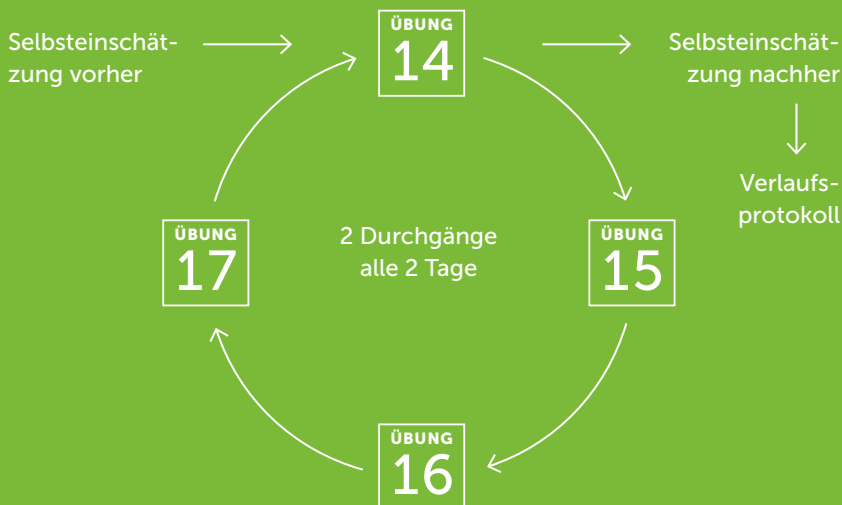 Selbsteinschät-
zung vorher
ÜBUNG
14
Selbsteinschät-
zung nachher
Verlaufs-
protokoll
ÜBUNG
17
2 Durchgänge
alle 2 Tage
ÜBUNG
15
ÜBUNG
16